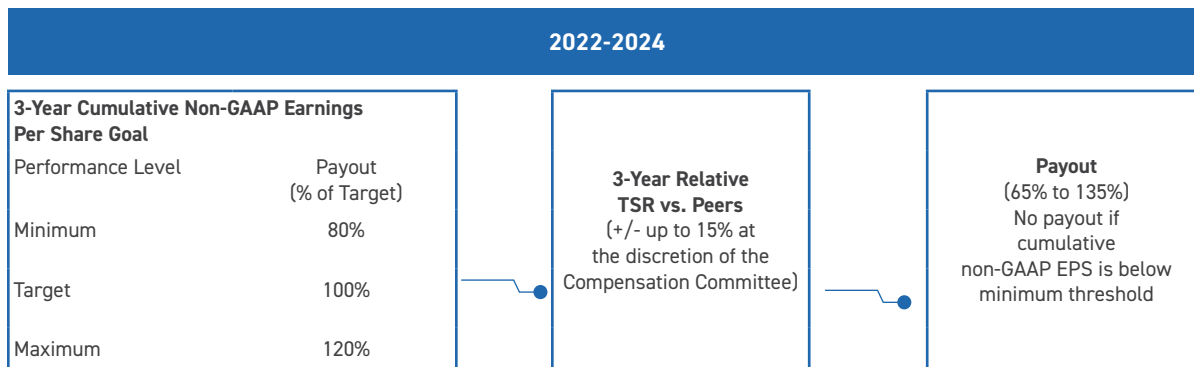 2022-2024
3-Year Cumulative Non-GAAP Earnings
Per Share Goal
Performance Level Payout
(% of Target)
Minimum 80%
Target 100%
Maximum 120%
3-Year Relative
TSR vs. Peers
(+/- up to 15% at
the discretion of the
Compensation Committee)
Payout
(65% to 135%)
No payout if
cumulative
non-GAAP EPS is below
minimum threshold